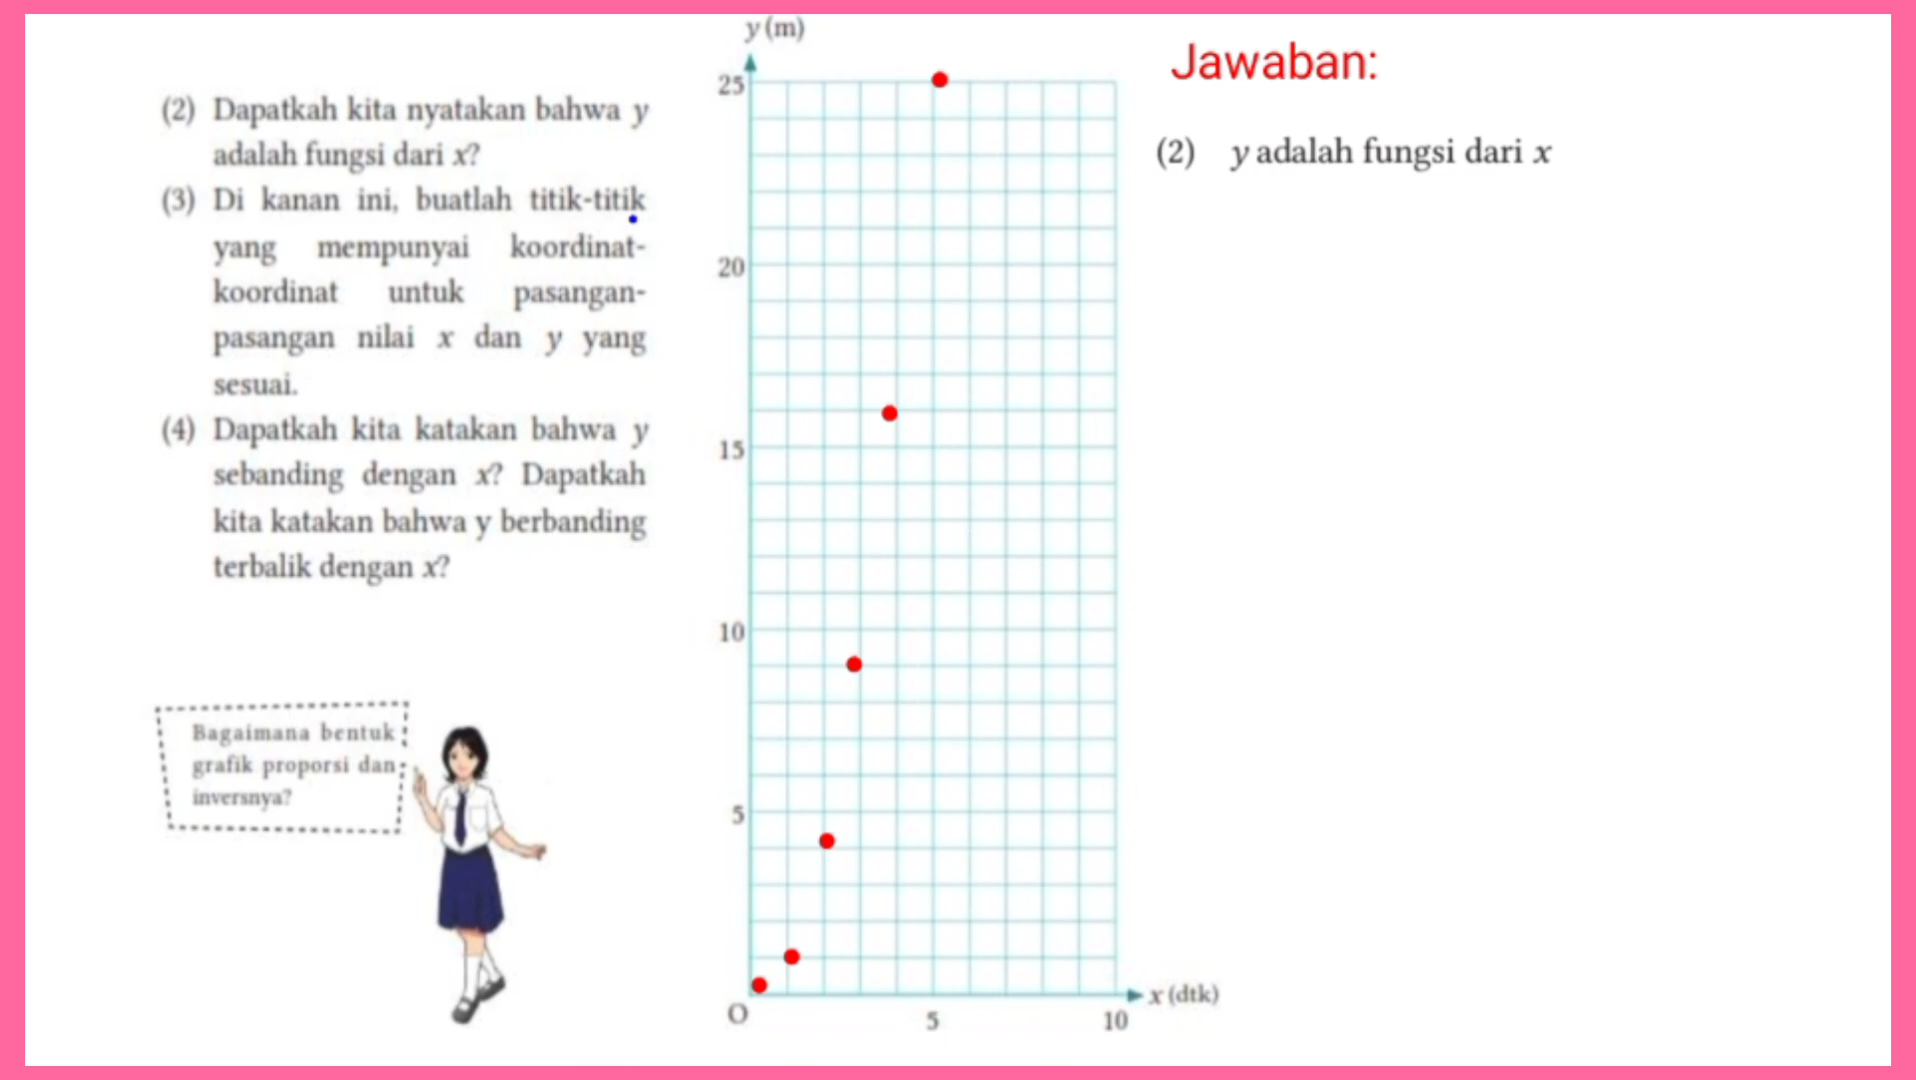 (2) Dapatkah kita nyatakan bahwa y
adalah fungsi dari x?
(3) Di kanan ini, buatlah titik-titik
yang mempunyai koordinat-
koordinat untuk pasangan-
pasangan nilai x dan y yang
sesuai.
(4) Dapatkah kita katakan bahwa y
sebanding dengan x? Dapatkah
kita katakan bahwa y berbanding
terbalik dengan x?
Bagaimana bentuk
grafik proporsi dan
inversnya?
y (m)
25
20
15
10
5
O
5
10
x (dtk)
Jawaban:
(2) y adalah fungsi dari x